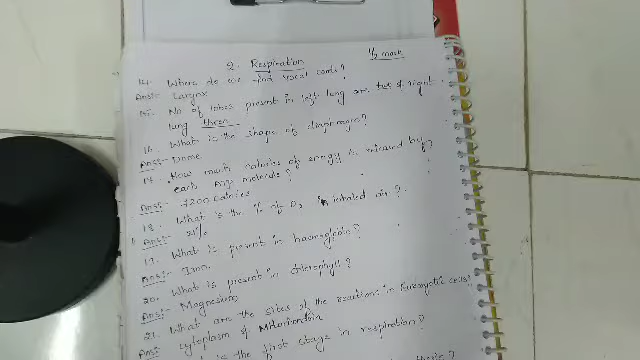 2. Respiration 1/2 mark
14. Where do we find vocal cords?
Ans:- Larynx
15. No of lobes present in left lung are two & right
lung three
16. What is the shape of diaphragm?
Ans:- Dome
17. How much calories of energy is released by
each ATP molecule?
Ans:- 7200 calories
18. What is the % of O2 in inhaled air?
Ans:- 21%
19. What is present in haemoglobin?
Ans:- Iron
20. What is present in chlorophyll?
Ans:- Magnesium
21. What are the sites of the reactions in Eukaryotic cells?
Ans:- cytoplasm & Mitochondria
is the first stage in respiration?